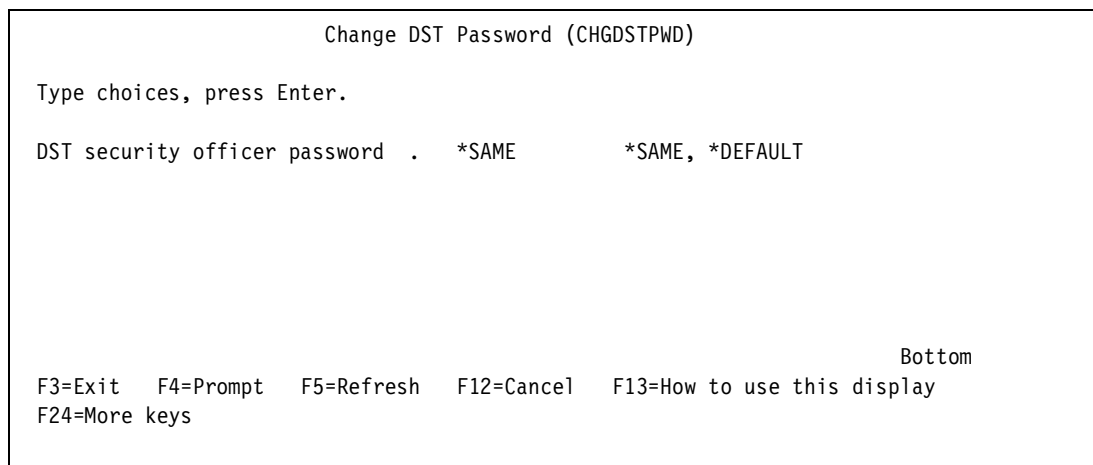 Change DST Password (CHGDSTPWD)
Type choices, press Enter.
DST security officer password . *SAME *SAME, *DEFAULT
Bottom
F3=Exit F4=Prompt F5=Refresh F12=Cancel F13=How to use this display
F24=More keys